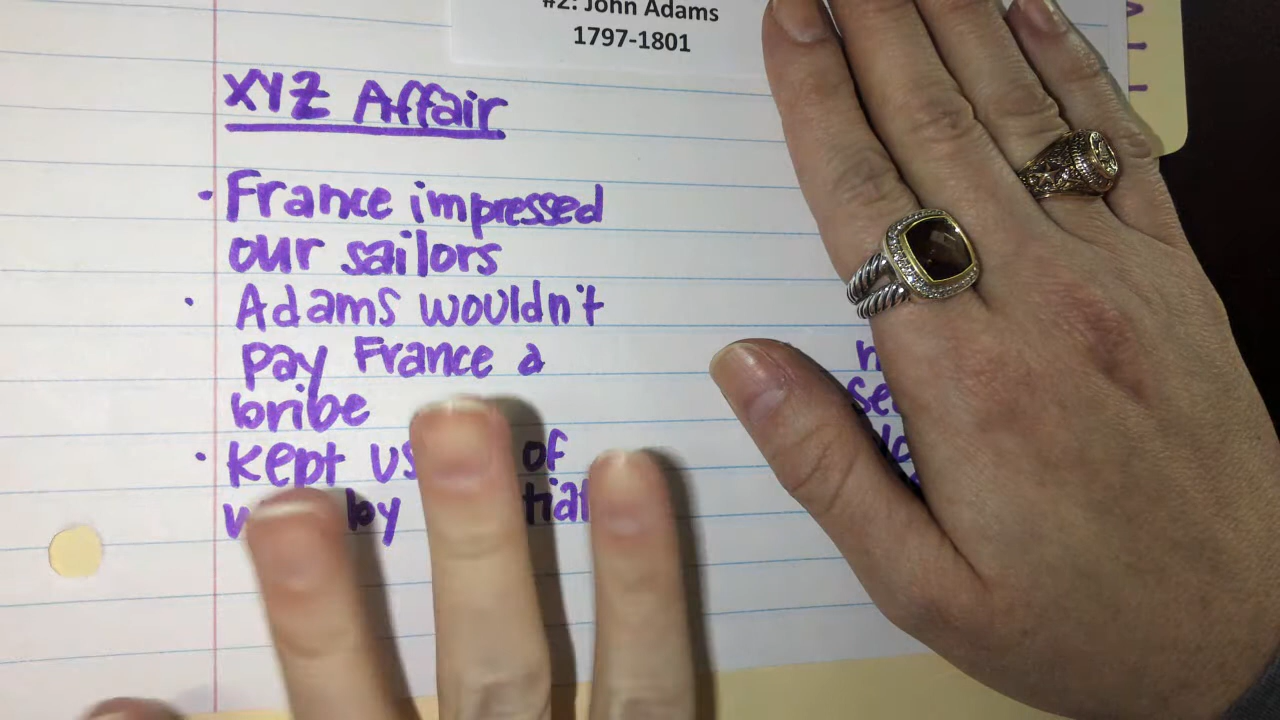 #2: John Adams
1797-1801
XYZ Affair
· France impressed
our sailors
· Adams wouldn't
pay France a
bribe
· Kept us of
by